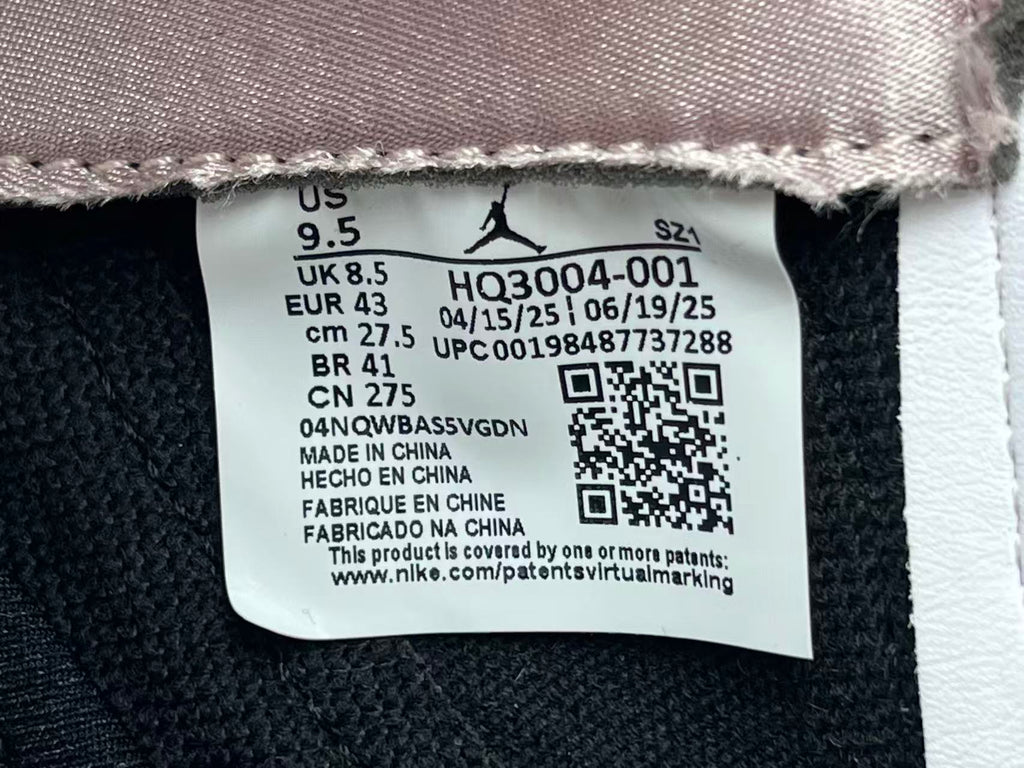 US
9.5
SZ1
UK 8.5
EUR 43
cm 27.5
BR 41
CN 275
HQ3004-001
04/15/25 | 06/19/25
UPC 00198487737288
04NQWBAS5VGDN
MADE IN CHINA
HECHO EN CHINA
FABRIQUE EN CHINE
FABRICADO NA CHINA
This product is covered by one or more patents:
www.nike.com/patentsvirtualmarking